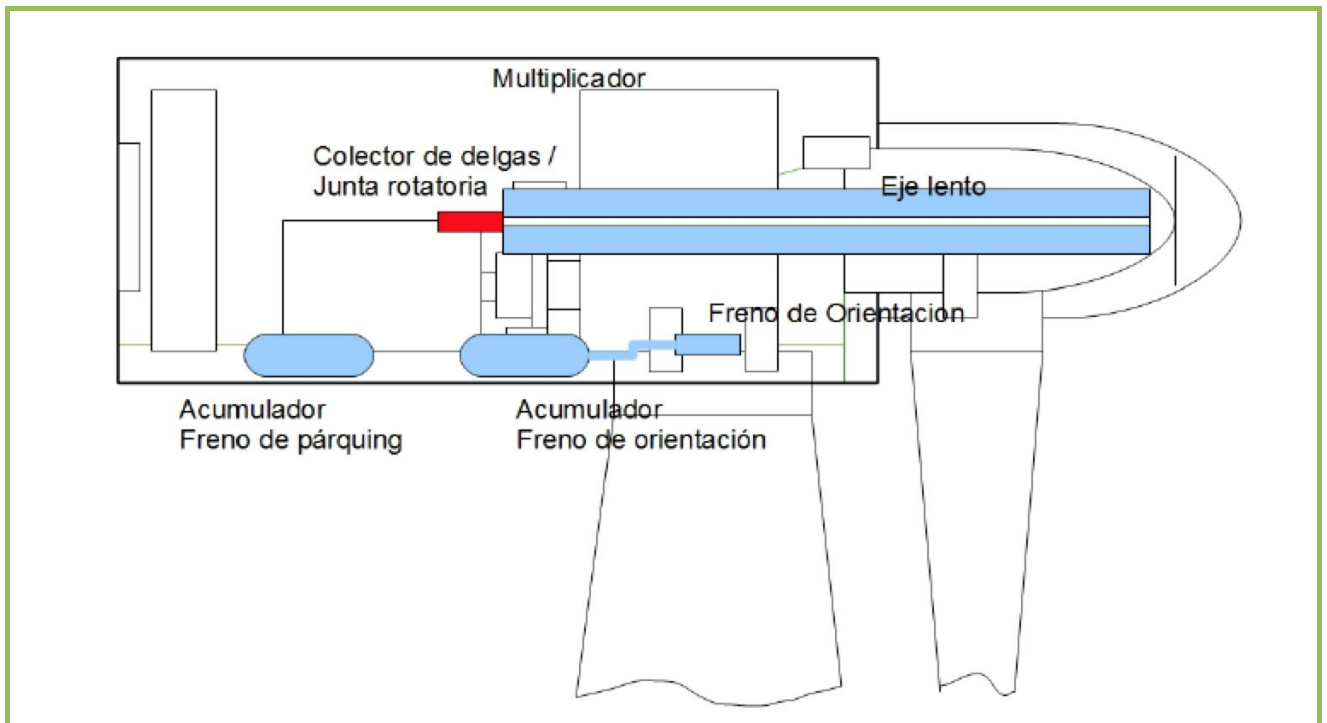 Multiplicador
Colector de delgas /
Junta rotatoria
Eje lento
Freno de Orientacion
Acumulador
Freno de párquing
Acumulador
Freno de orientación